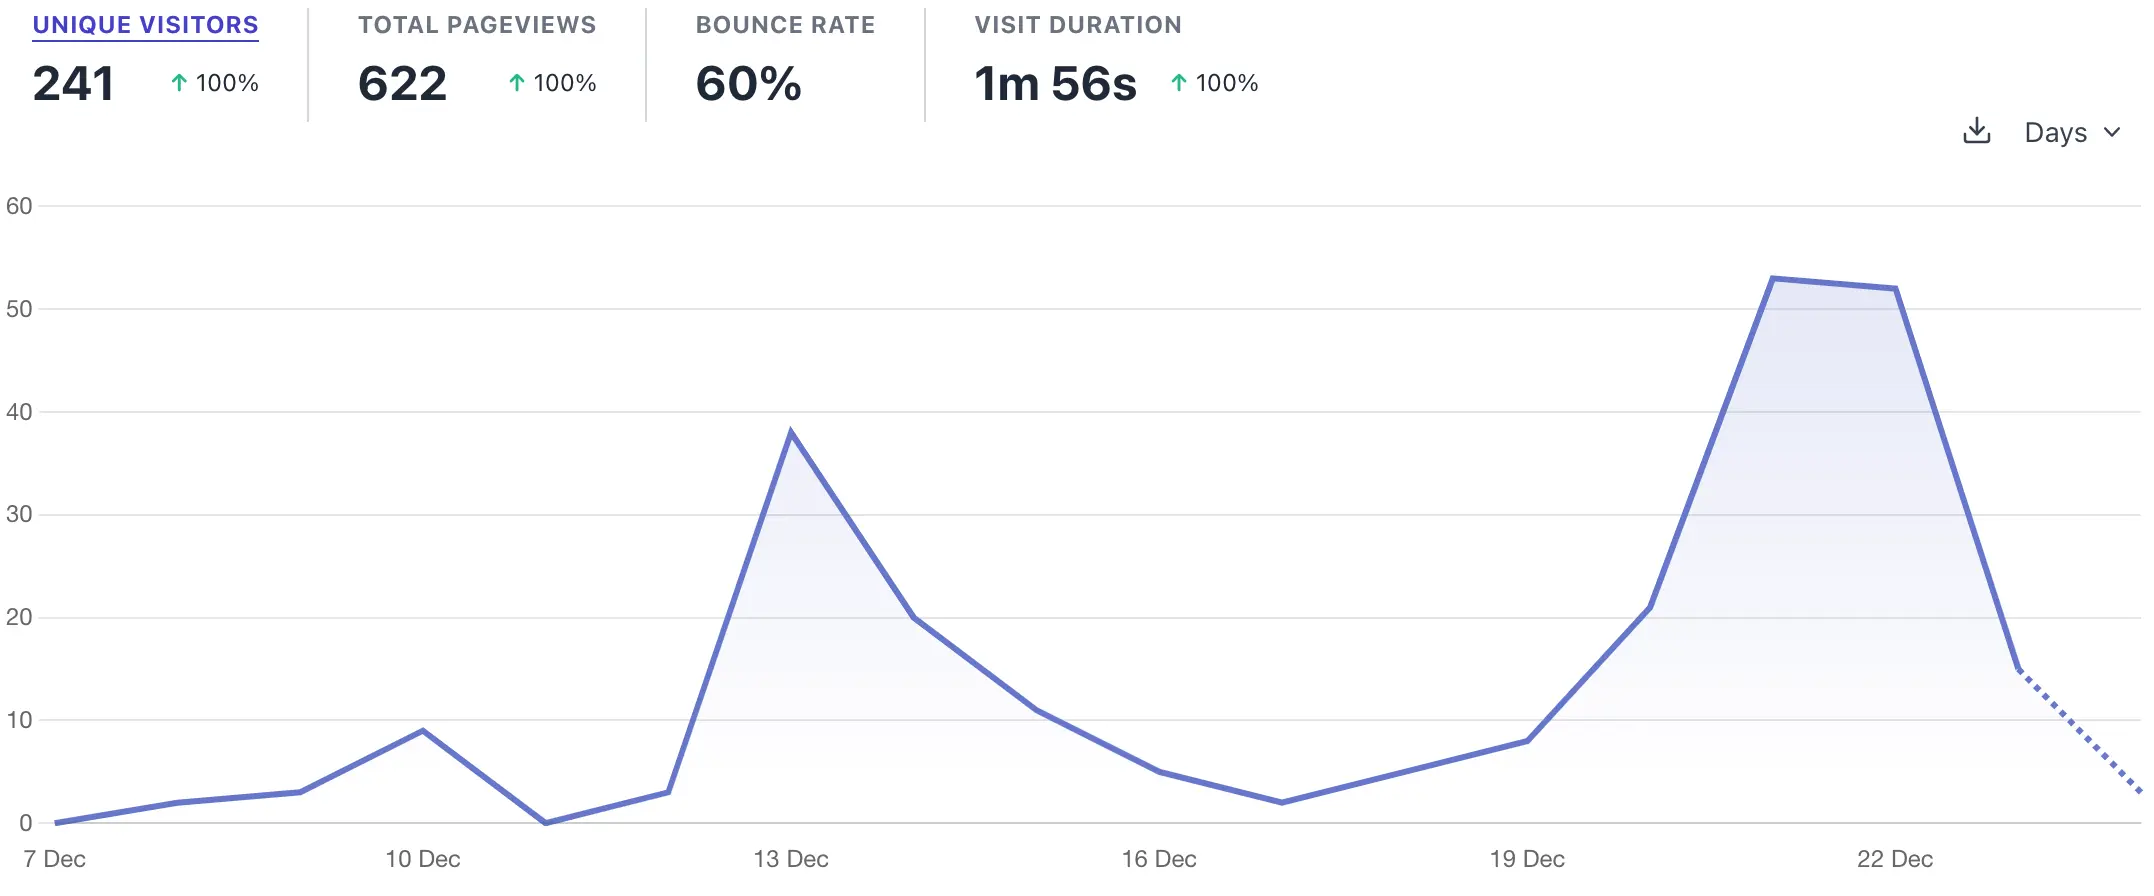 UNIQUE VISITORS
241 ↑ 100%
TOTAL PAGEVIEWS
622 ↑ 100%
BOUNCE RATE
60%
VISIT DURATION
1m 56s ↑ 100%
Days
60
50
40
30
20
10
0
7 Dec
10 Dec
13 Dec
16 Dec
19 Dec
22 Dec